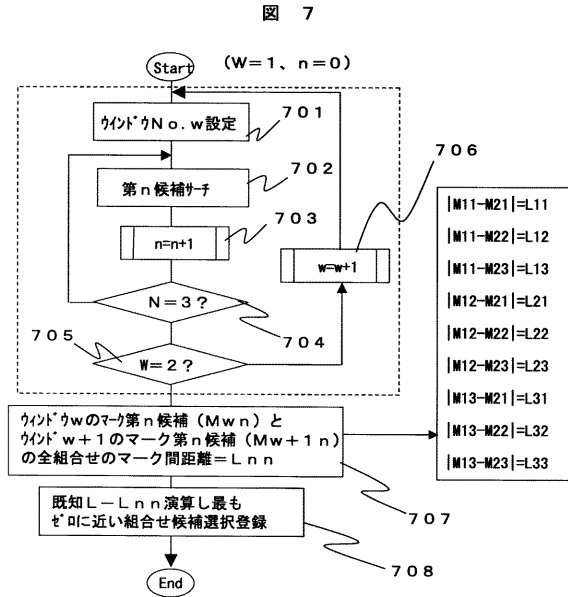 図 7
Start
(W=1、n=0)
ウインドウNo.w設定
701
702
第n候補サーチ
703
n=n+1
N=3?
704
705
W=2?
706
w=w+1
|M11-M21|=L11
|M11-M22|=L12
|M11-M23|=L13
|M12-M21|=L21
|M12-M22|=L22
|M12-M23|=L23
|M13-M21|=L31
|M13-M22|=L32
|M13-M23|=L33
ウィンドウwのマーク第n候補(Mwn)と
ウインドw+1のマーク第n候補(Mw+1n)
の全組合せのマーク間距離=Lnn
707
既知L-Lnn演算し最も
ゼロに近い組合せ候補選択登録
708
End